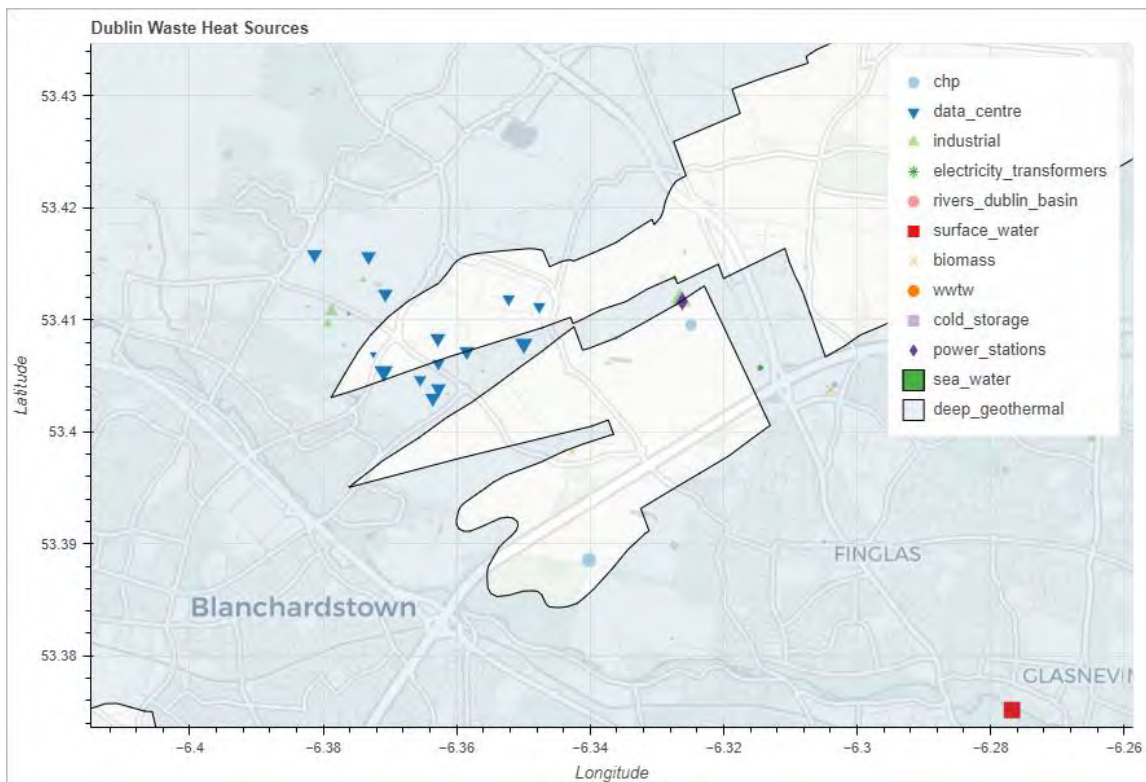 Dublin Waste Heat Sources
chp
data_centre
industrial
electricity_transformers
rivers_dublin_basin
surface_water
biomass
wwtw
cold_storage
power_stations
sea_water
deep_geothermal
53.43
53.42
53.41
53.4
53.39
53.38
Latitude
FINGLAS
Blanchardstown
GLASNEVIN
−6.4
−6.38
−6.36
−6.34
−6.32
−6.3
−6.28
−6.26
Longitude